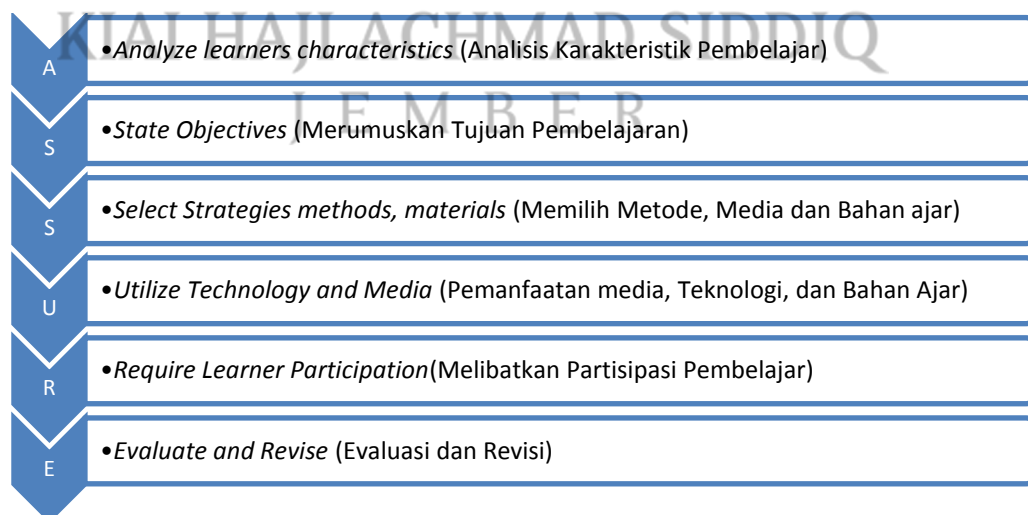 KIAI HAJI ACHMAD SIDDIQ
JEMBER
A
•Analyze learners characteristics (Analisis Karakteristik Pembelajar)
S
•State Objectives (Merumuskan Tujuan Pembelajaran)
S
•Select Strategies methods, materials (Memilih Metode, Media dan Bahan ajar)
U
•Utilize Technology and Media (Pemanfaatan media, Teknologi, dan Bahan Ajar)
R
•Require Learner Participation(Melibatkan Partisipasi Pembelajar)
E
•Evaluate and Revise (Evaluasi dan Revisi)